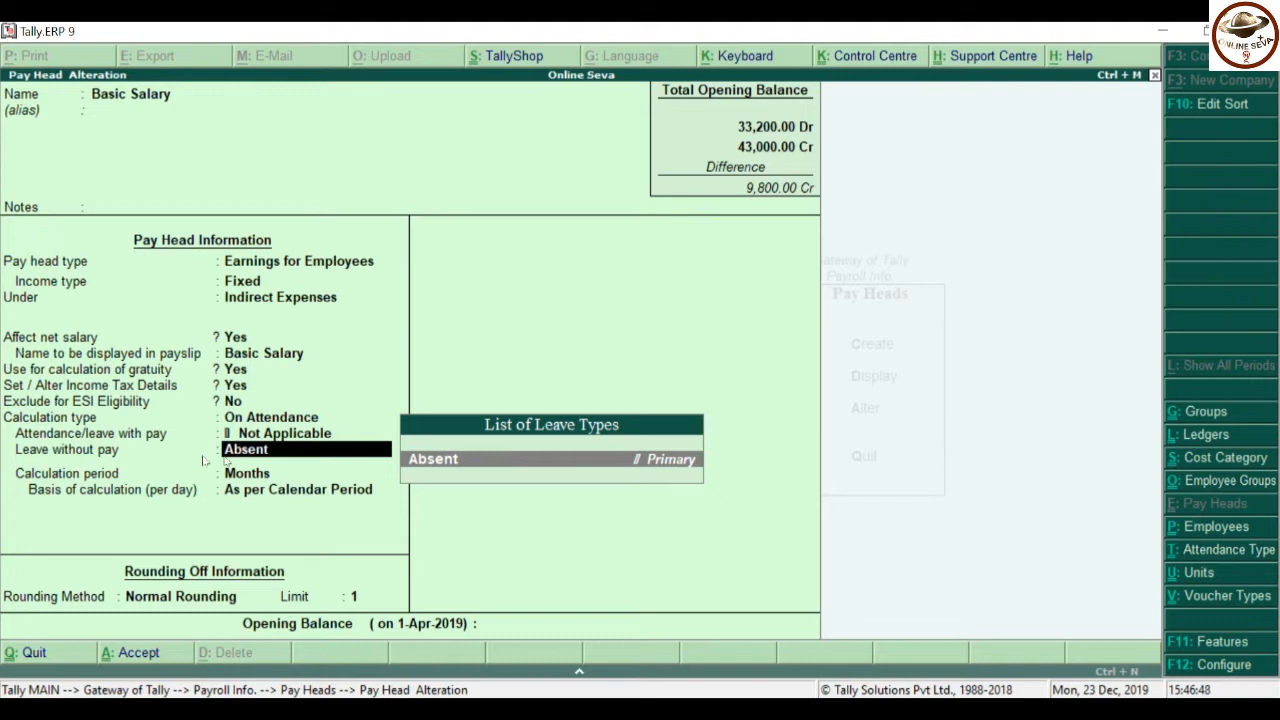 Tally.ERP 9
ONLINE SEVA
P: Print
E: Export
M: E-Mail
O: Upload
S: TallyShop
G: Language
K: Keyboard
K: Control Centre
H: Support Centre
H: Help
Pay Head Alteration
Online Seva
Ctrl + M
Name : Basic Salary
(alias) :
Notes :
Total Opening Balance
33,200.00 Dr
43,000.00 Cr
Difference
9,800.00 Cr
Pay Head Information
Pay head type : Earnings for Employees
Income type : Fixed
Under : Indirect Expenses
Affect net salary ? Yes
Name to be displayed in payslip : Basic Salary
Use for calculation of gratuity ? Yes
Set / Alter Income Tax Details ? Yes
Exclude for ESI Eligibility ? No
Calculation type : On Attendance
Attendance/leave with pay : Not Applicable
Leave without pay : Absent
Calculation period : Months
Basis of calculation (per day) : As per Calendar Period
List of Leave Types
Absent Primary
Gateway of Tally
Payroll Info.
Pay Heads
Create
Display
Alter
Quit
Rounding Off Information
Rounding Method : Normal Rounding Limit : 1
Opening Balance ( on 1-Apr-2019) :
F3: New Company
F10: Edit Sort
L: Show All Periods
G: Groups
L: Ledgers
S: Cost Category
O: Employee Groups
E: Pay Heads
P: Employees
T: Attendance Type
U: Units
V: Voucher Types
F11: Features
F12: Configure
Q: Quit
A: Accept
D: Delete
Ctrl + N
Tally MAIN --> Gateway of Tally --> Payroll Info. --> Pay Heads --> Pay Head Alteration
© Tally Solutions Pvt Ltd., 1988-2018
Mon, 23 Dec, 2019
15:46:48